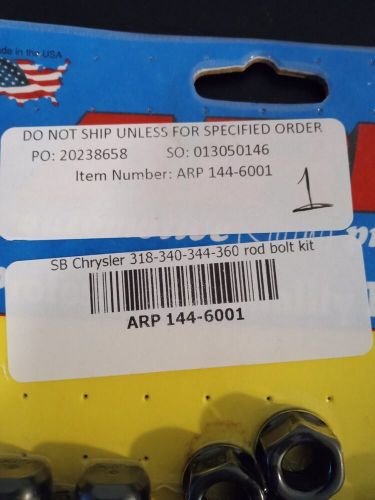 made in the USA
DO NOT SHIP UNLESS FOR SPECIFIED ORDER
PO: 20238658 SO: 013050146
Item Number: ARP 144-6001
1
SB Chrysler 318-340-344-360 rod bolt kit
ARP 144-6001